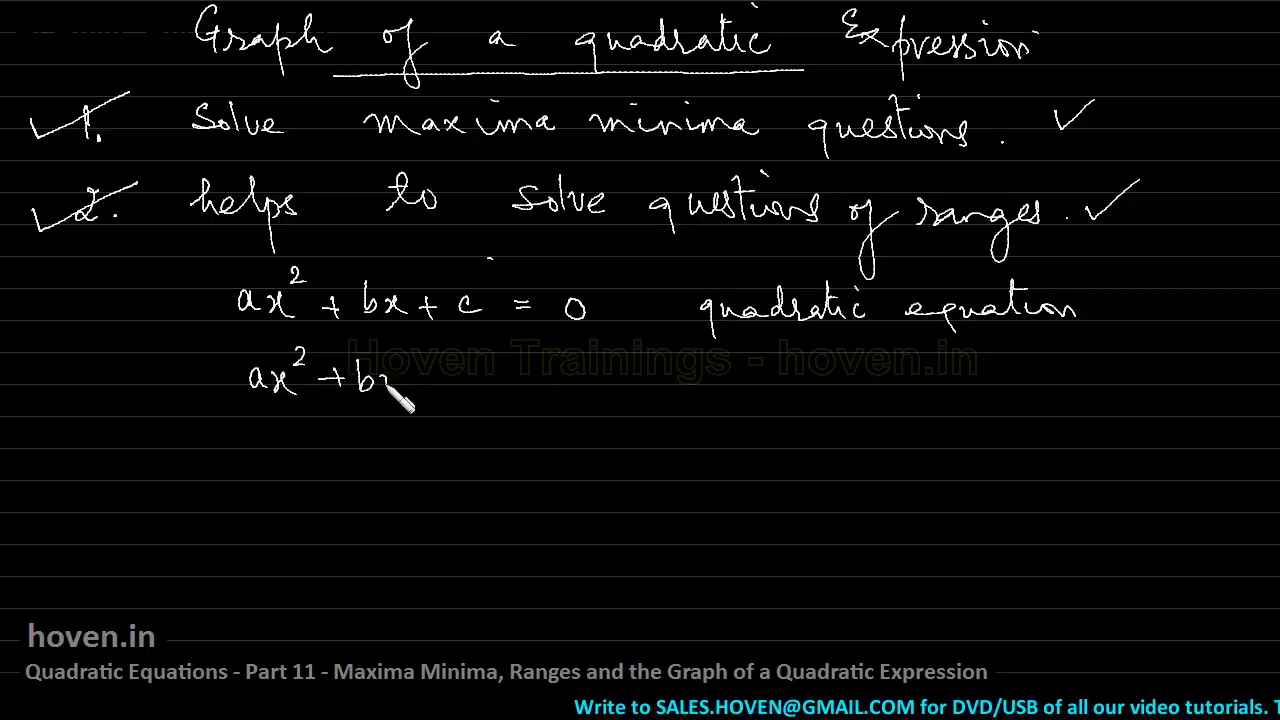 Graph of a quadratic Expression
1. Solve maxima minima questions. ✓
2. helps to solve questions of ranges. ✓
ax² + bx + c = 0 quadratic equation
Hoven Trainings - hoven.in
ax² + bx
hoven.in
Quadratic Equations - Part 11 - Maxima Minima, Ranges and the Graph of a Quadratic Expression
Write to SALES.HOVEN@GMAIL.COM for DVD/USB of all our video tutorials. T